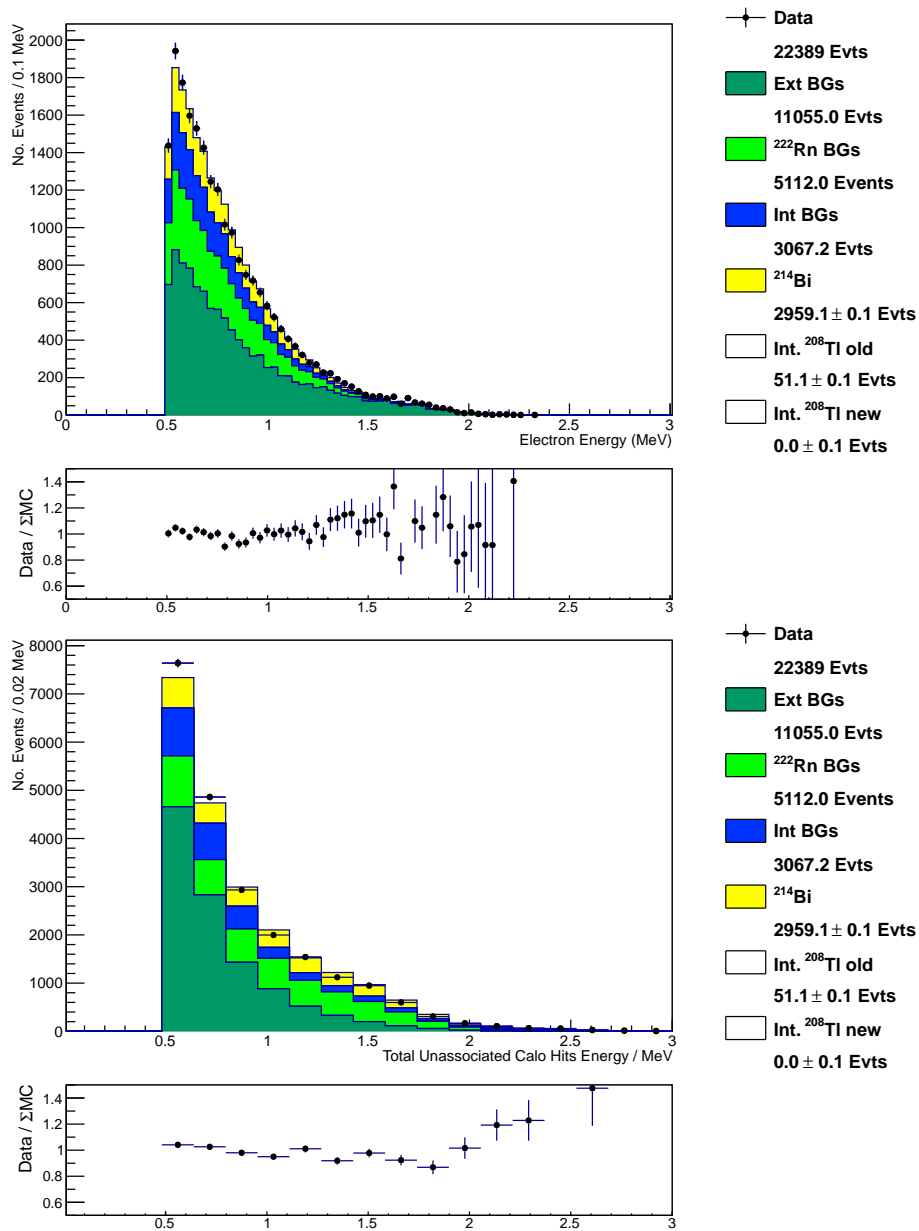 No. Events / 0.1 MeV
2000
1800
1600
1400
1200
1000
800
600
400
200
0
0 0.5 1 1.5 2 2.5 3
Electron Energy (MeV)
Data
22389 Evts
Ext BGs
11055.0 Evts
²²²Rn BGs
5112.0 Events
Int BGs
3067.2 Evts
²¹⁴Bi
2959.1 ± 0.1 Evts
Int. ²⁰⁸Tl old
51.1 ± 0.1 Evts
Int. ²⁰⁸Tl new
0.0 ± 0.1 Evts
Data / ΣMC
1.4
1.2
1
0.8
0.6
0 0.5 1 1.5 2 2.5 3
No. Events / 0.02 MeV
8000
7000
6000
5000
4000
3000
2000
1000
0
0.5 1 1.5 2 2.5 3
Total Unassociated Calo Hits Energy / MeV
Data
22389 Evts
Ext BGs
11055.0 Evts
²²²Rn BGs
5112.0 Events
Int BGs
3067.2 Evts
²¹⁴Bi
2959.1 ± 0.1 Evts
Int. ²⁰⁸Tl old
51.1 ± 0.1 Evts
Int. ²⁰⁸Tl new
0.0 ± 0.1 Evts
Data / ΣMC
1.4
1.2
1
0.8
0.6
0.5 1 1.5 2 2.5 3